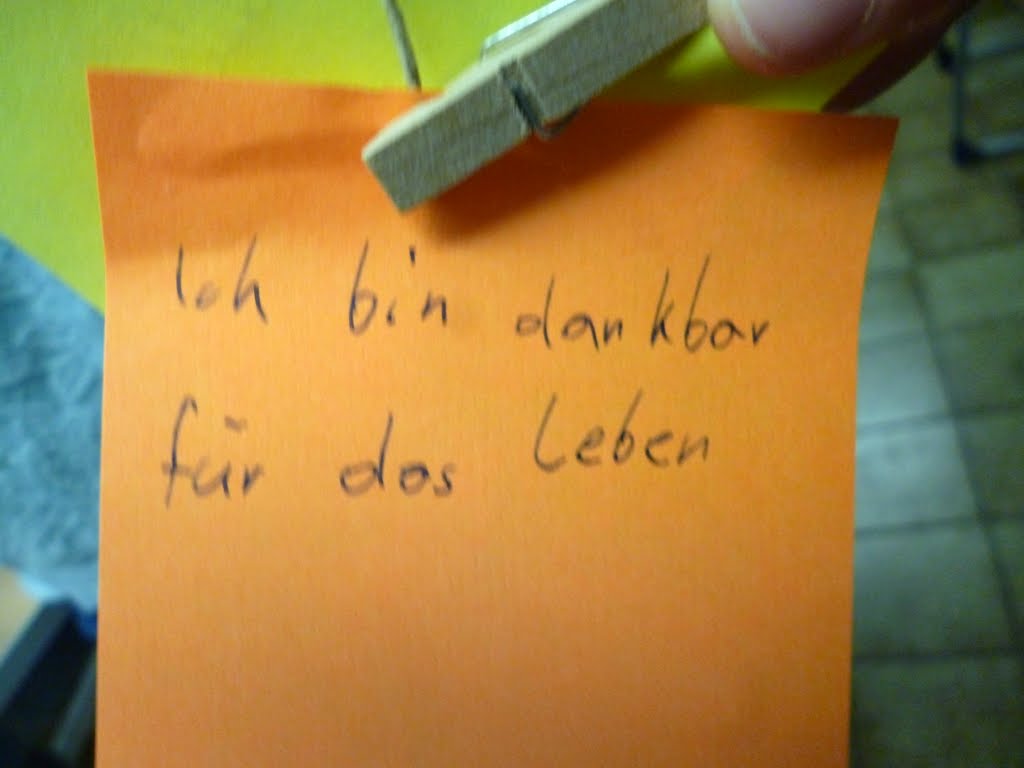 Ich bin dankbar
für das Leben